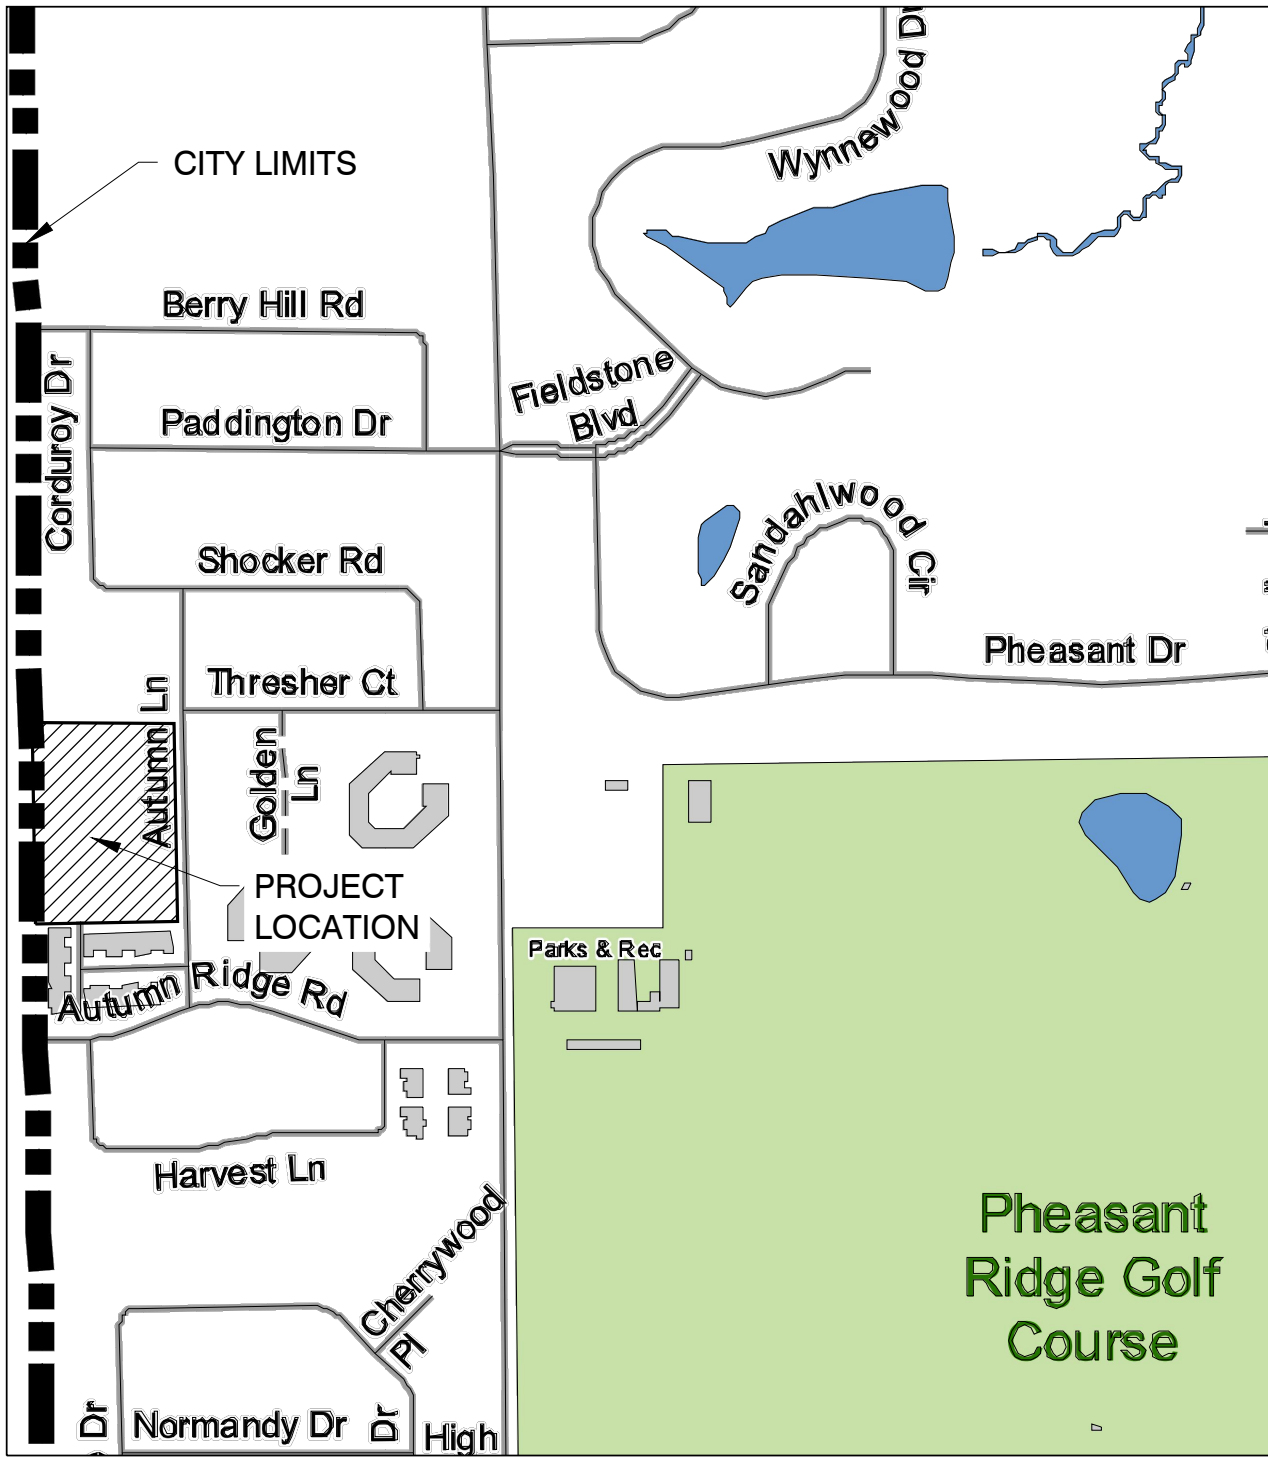 Wynnewood
CITY LIMITS
Berry Hill Rd
Corduroy Dr
Fieldstone
Blvd
Paddington Dr
Sandahlwood Cir
Shocker Rd
Pheasant Dr
Thresher Ct
Autumn Ln
Golden
Ln
PROJECT
LOCATION
Parks & Rec
Autumn Ridge Rd
Harvest Ln
Pheasant
Ridge Golf
Course
Cherrywood
Pl
Dr
Normandy Dr
Dr
High